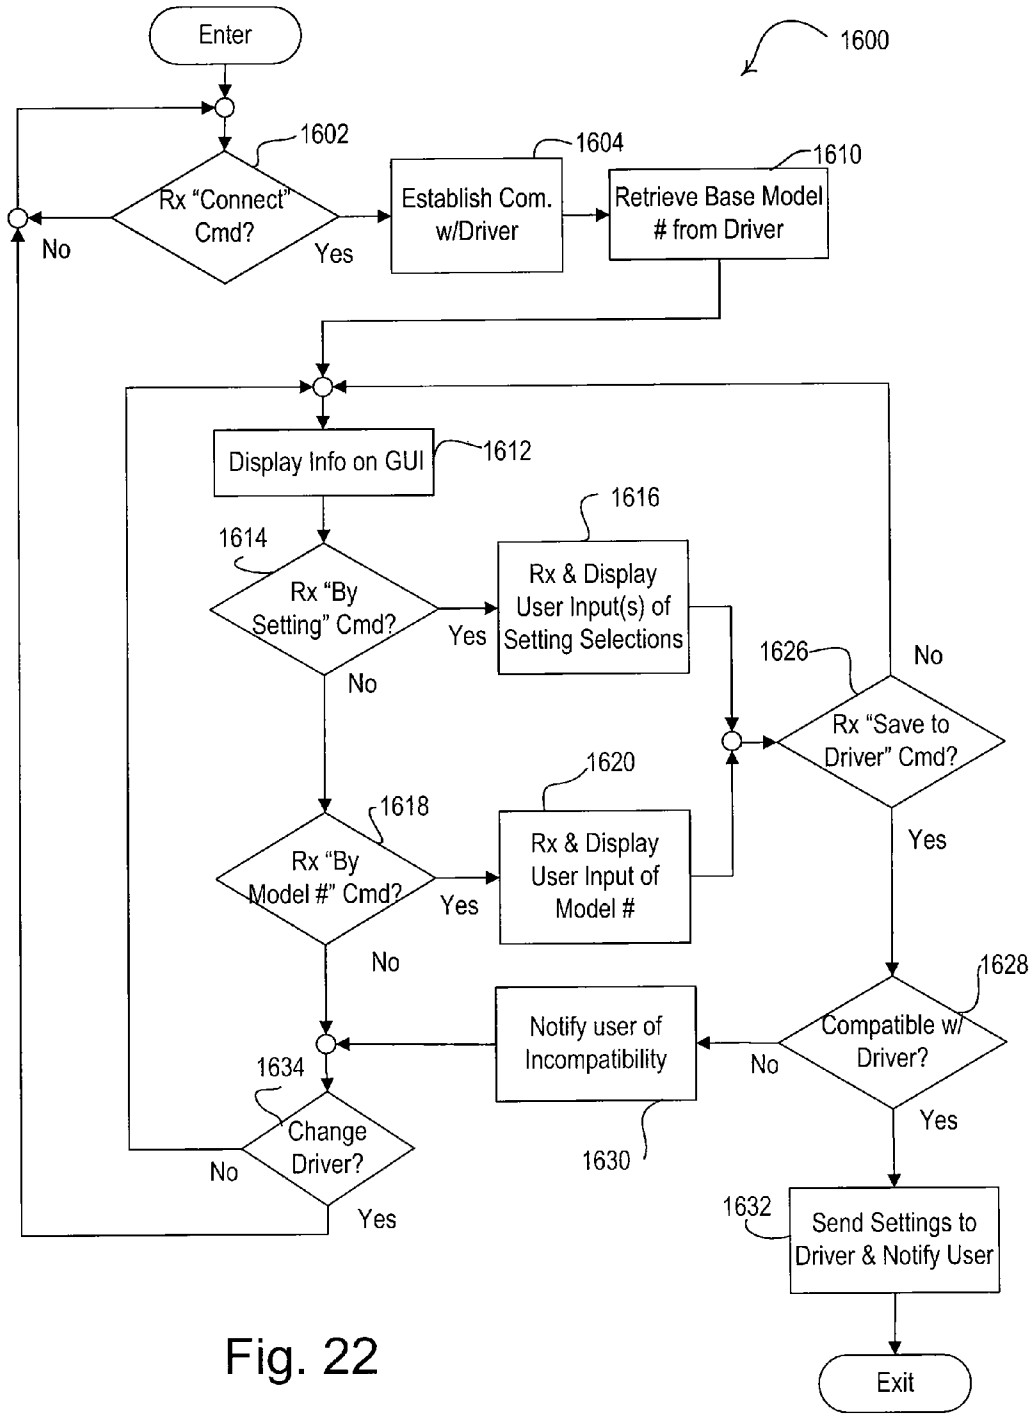 Enter
1600
1602
Rx “Connect”
Cmd?
No
Yes
1604
Establish Com.
w/Driver
1610
Retrieve Base Model
# from Driver
Display Info on GUI
1612
1614
Rx “By
Setting” Cmd?
Yes
No
1616
Rx & Display
User Input(s) of
Setting Selections
1626
No
Rx “Save to
Driver” Cmd?
Yes
1618
Rx “By
Model #” Cmd?
Yes
No
1620
Rx & Display
User Input of
Model #
1628
Compatible w/
Driver?
No
Yes
Notify user of
Incompatibility
1630
1634
Change
Driver?
No
Yes
1632
Send Settings to
Driver & Notify User
Exit
Fig. 22